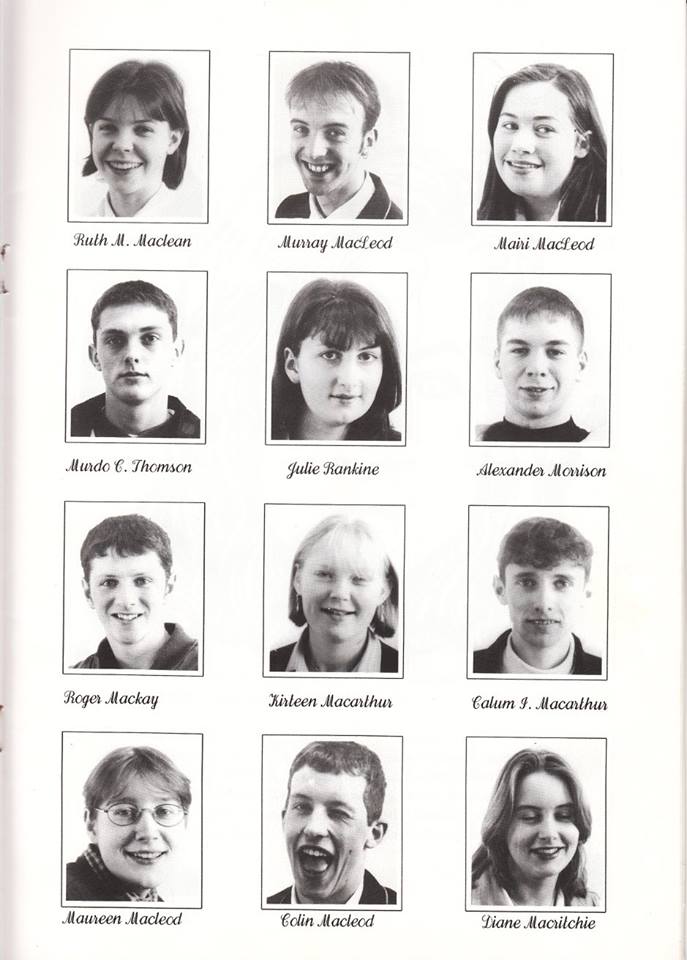 Ruth M. Maclean
Murray MacLeod
Mairi MacLeod
Murdo C. Thomson
Julie Rankine
Alexander Morrison
Roger Mackay
Kirteen Macarthur
Calum I. Macarthur
Maureen Macleod
Colin Macleod
Diane Macritchie